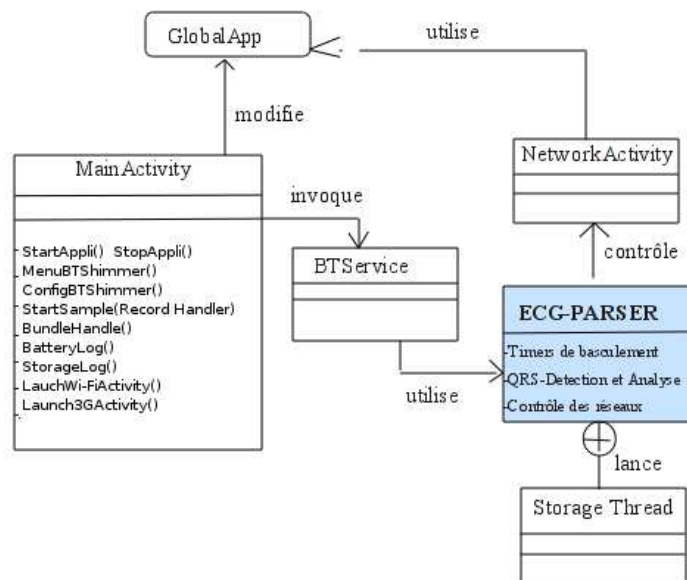 GlobalApp
utilise
modifie
MainActivity
NetworkActivity
invoque
contrôle
BTService
StartAppli() StopAppli()
MenuBTShimmer()
ConfigBTShimmer()
StartSample(Record Handler)
BundleHandle()
BatteryLog()
StorageLog()
LauchWi-FiActivity()
Launch3GActivity()
ECG-PARSER
-Timers de basculement
-QRS-Detection et Analyse
-Contrôle des réseaux
utilise
lance
Storage Thread